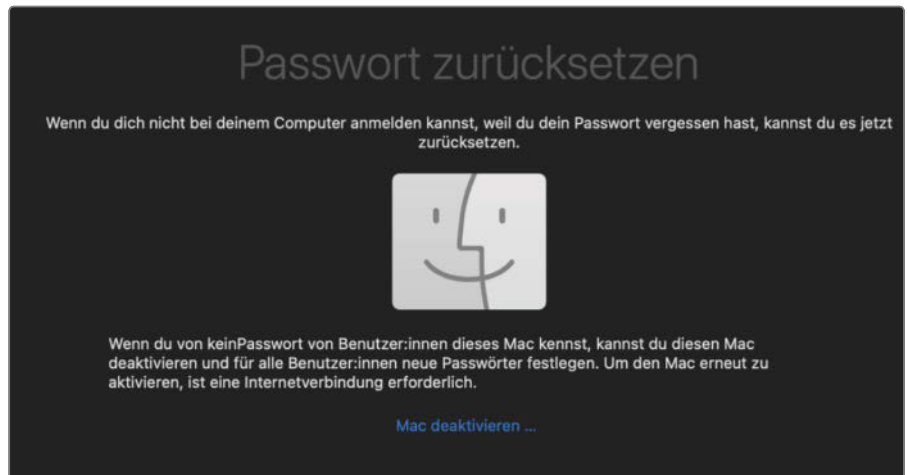 Passwort zurücksetzen
Wenn du dich nicht bei deinem Computer anmelden kannst, weil du dein Passwort vergessen hast, kannst du es jetzt
zurücksetzen.
Wenn du von keinPasswort von Benutzer:innen dieses Mac kennst, kannst du diesen Mac
deaktivieren und für alle Benutzer:innen neue Passwörter festlegen. Um den Mac erneut zu
aktivieren, ist eine Internetverbindung erforderlich.
Mac deaktivieren ...